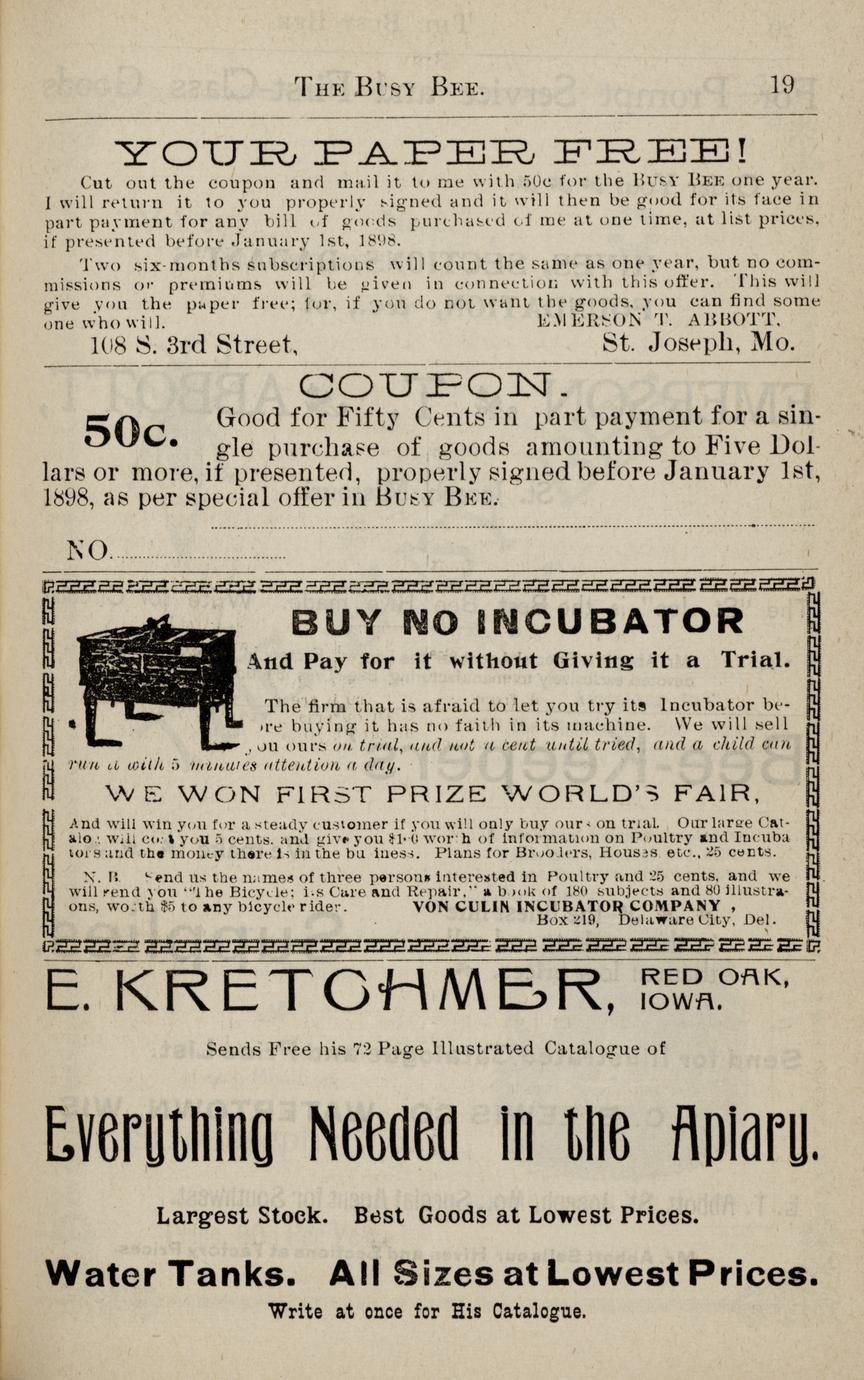 THE BUSY BEE. 19
YOUR PAPER FREE!
Cut out the coupon and mail it to me with 50c for the BUSY BEE one year.
I will return it to you properly signed and it will then be good for its face in
part payment for any bill of goods purchased of me at one time, at list prices,
if presented before January 1st, 1898.
Two six-months subscriptions will count the same as one year, but no com-
missions or premiums will be given in connection with this offer. This will
give you the paper free; for, if you do not want the goods, you can find some
one who will. EMERSON T. ABBOTT,
108 S. 3rd Street, St. Joseph, Mo.
COUPON.
50c. Good for Fifty Cents in part payment for a sin-
gle purchase of goods amounting to Five Dol-
lars or more, if presented, properly signed before January 1st,
1898, as per special offer in BUSY BEE.
NO.
BUY NO INCUBATOR
And Pay for it without Giving it a Trial.
The firm that is afraid to let you try its Incubator be-
re buying it has no faith in its machine. We will sell
you ours on trial, and not a cent until tried, and a child can
run it with 5 minutes attention a day.
WE WON FIRST PRIZE WORLD'S FAIR,
And will win you for a steady customer if you will only buy ours on trial. Our large Cat-
alog will cost you 5 cents. and give you $1.00 worth of information on Poultry and Incuba
tors and the money there is in the business. Plans for Brooders, Houses etc., 25 cents.
N. B. Send us the names of three persons interested in Poultry and 25 cents, and we
will send you "The Bicycle; its Care and Repair," a book of 180 subjects and 80 illustra-
ons, worth $5 to any bicycle rider. VON CULIN INCUBATOR COMPANY ,
Box 219, Delaware City, Del.
E. KRETCHMER, RED OAK,
IOWA.
Sends Free his 72 Page Illustrated Catalogue of
Everything Needed in the Apiary.
Largest Stock. Best Goods at Lowest Prices.
Water Tanks. All Sizes at Lowest Prices.
Write at once for His Catalogue.